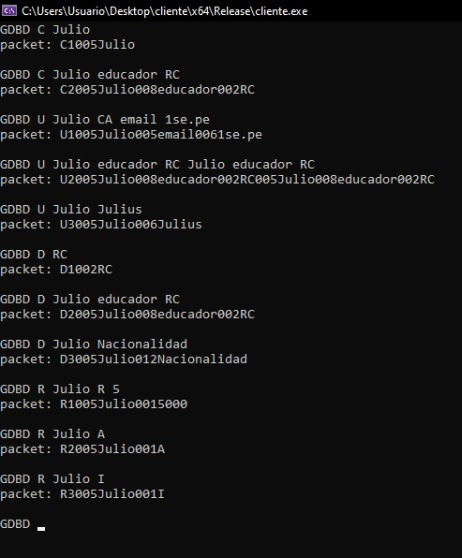 C:\Users\Usuario\Desktop\cliente\x64\Release\cliente.exe
GDBD C Julio
packet: C1005Julio
GDBD C Julio educador RC
packet: C2005Julio008educador002RC
GDBD U Julio CA email 1se.pe
packet: U1005Julio005email0061se.pe
GDBD U Julio educador RC Julio educador RC
packet: U2005Julio008educador002RC005Julio008educador002RC
GDBD U Julio Julius
packet: U3005Julio006Julius
GDBD D RC
packet: D1002RC
GDBD D Julio educador RC
packet: D2005Julio008educador002RC
GDBD D Julio Nacionalidad
packet: D3005Julio012Nacionalidad
GDBD R Julio R 5
packet: R1005Julio0015000
GDBD R Julio A
packet: R2005Julio001A
GDBD R Julio I
packet: R3005Julio001I
GDBD